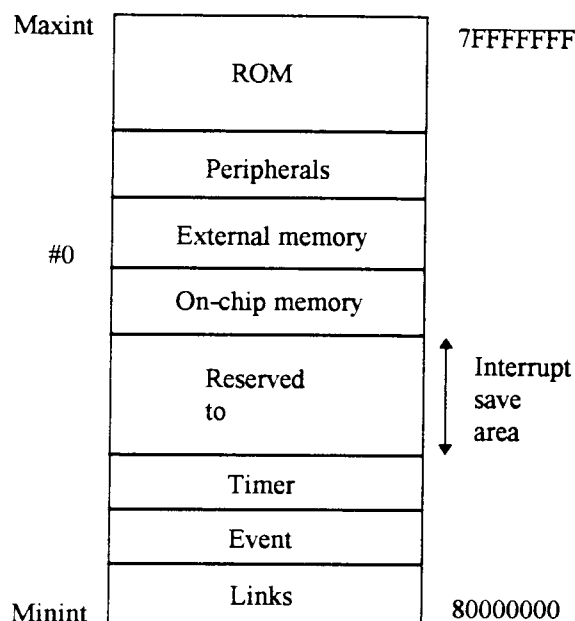 Maxint
7FFFFFFF
ROM
Peripherals
External memory
#0
On-chip memory
Reserved
to
Interrupt
save
area
Timer
Event
Links
Minint
80000000